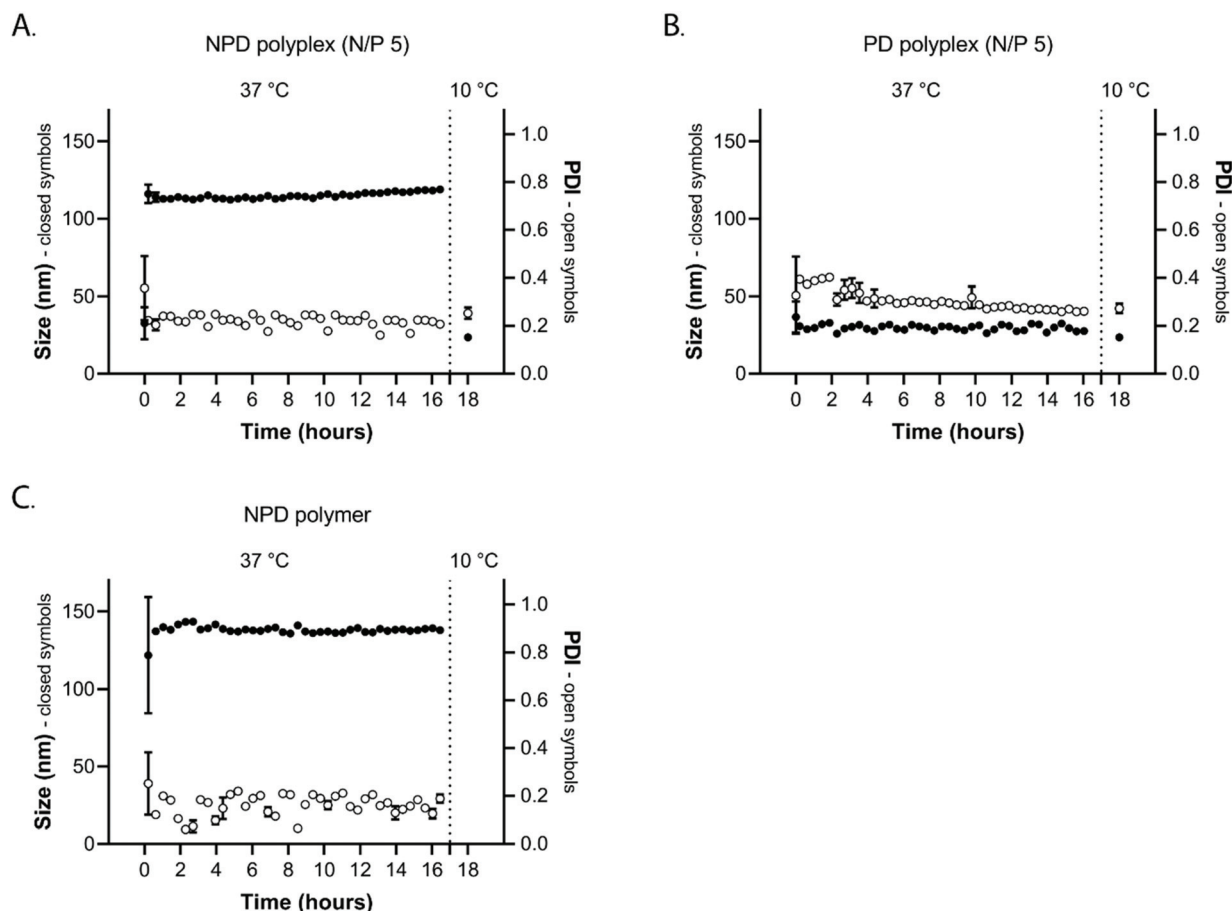 A.
NPD polyplex (N/P 5)
37 °C
10 °C
Size (nm) - closed symbols
150
100
50
0
PDI - open symbols
1.0
0.8
0.6
0.4
0.2
0.0
0 2 4 6 8 10 12 14 16 18
Time (hours)
B.
PD polyplex (N/P 5)
37 °C
10 °C
Size (nm) - closed symbols
150
100
50
0
PDI - open symbols
1.0
0.8
0.6
0.4
0.2
0.0
0 2 4 6 8 10 12 14 16 18
Time (hours)
C.
NPD polymer
37 °C
10 °C
Size (nm) - closed symbols
150
100
50
0
PDI - open symbols
1.0
0.8
0.6
0.4
0.2
0.0
0 2 4 6 8 10 12 14 16 18
Time (hours)